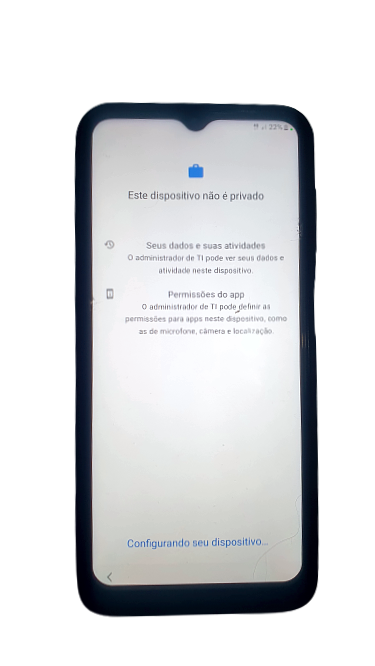 22%
Este dispositivo não é privado
Seus dados e suas atividades
O administrador de TI pode ver seus dados e
atividade neste dispositivo.
Permissões do app
O administrador de TI pode definir as
permissões para apps neste dispositivo, como
as de microfone, câmera e localização.
Configurando seu dispositivo...